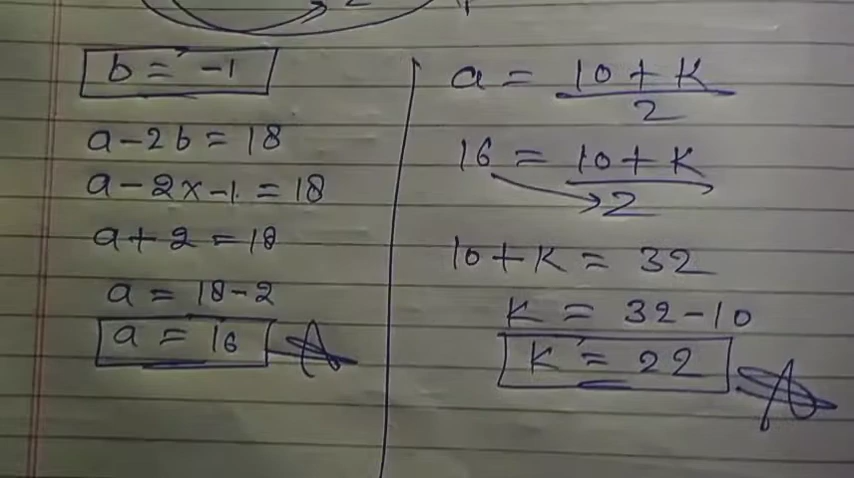 b = -1
a - 2b = 18
a - 2x - 1 = 18
a + 2 = 18
a = 18 - 2
a = 16
a = 10 + K / 2
16 = 10 + K / 2
10 + K = 32
K = 32 - 10
K = 22